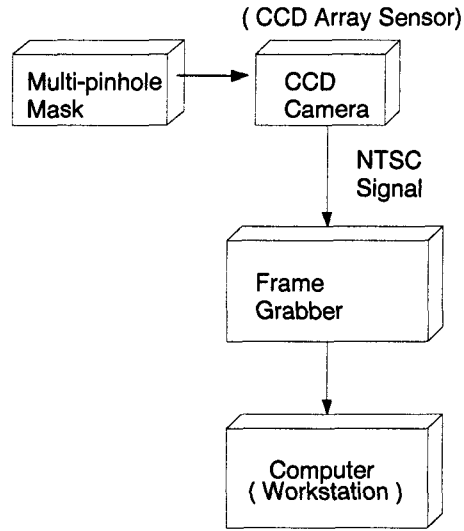 ( CCD Array Sensor)
Multi-pinhole
Mask
CCD
Camera
NTSC
Signal
Frame
Grabber
Computer
( Workstation )